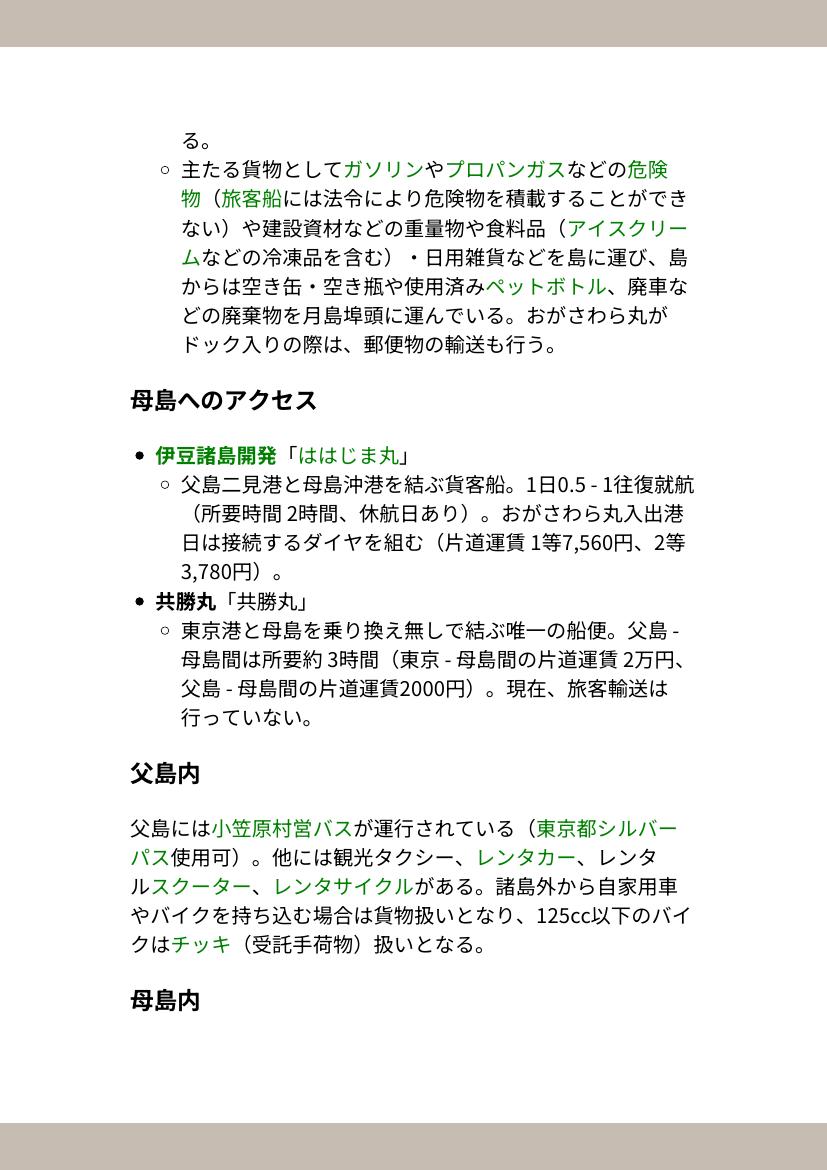 る。
○ 主たる貨物としてガソリンやプロパンガスなどの危険
物（旅客船には法令により危険物を積載することができ
ない）や建設資材などの重量物や食料品（アイスクリー
ムなどの冷凍品を含む）・日用雑貨などを島に運び、島
からは空き缶・空き瓶や使用済みペットボトル、廃車な
どの廃棄物を月島埠頭に運んでいる。おがさわら丸が
ドック入りの際は、郵便物の輸送も行う。
母島へのアクセス
• 伊豆諸島開発「ははじま丸」
○ 父島二見港と母島沖港を結ぶ貨客船。1日0.5 - 1往復就航
（所要時間 2時間、休航日あり）。おがさわら丸入出港
日は接続するダイヤを組む（片道運賃 1等7,560円、2等
3,780円）。
• 共勝丸「共勝丸」
○ 東京港と母島を乗り換え無しで結ぶ唯一の船便。父島 -
母島間は所要約 3時間（東京 - 母島間の片道運賃 2万円、
父島 - 母島間の片道運賃2000円）。現在、旅客輸送は
行っていない。
父島内
父島には小笠原村営バスが運行されている（東京都シルバー
パス使用可）。他には観光タクシー、レンタカー、レンタ
ルスクーター、レンタサイクルがある。諸島外から自家用車
やバイクを持ち込む場合は貨物扱いとなり、125cc以下のバイ
クはチッキ（受託手荷物）扱いとなる。
母島内